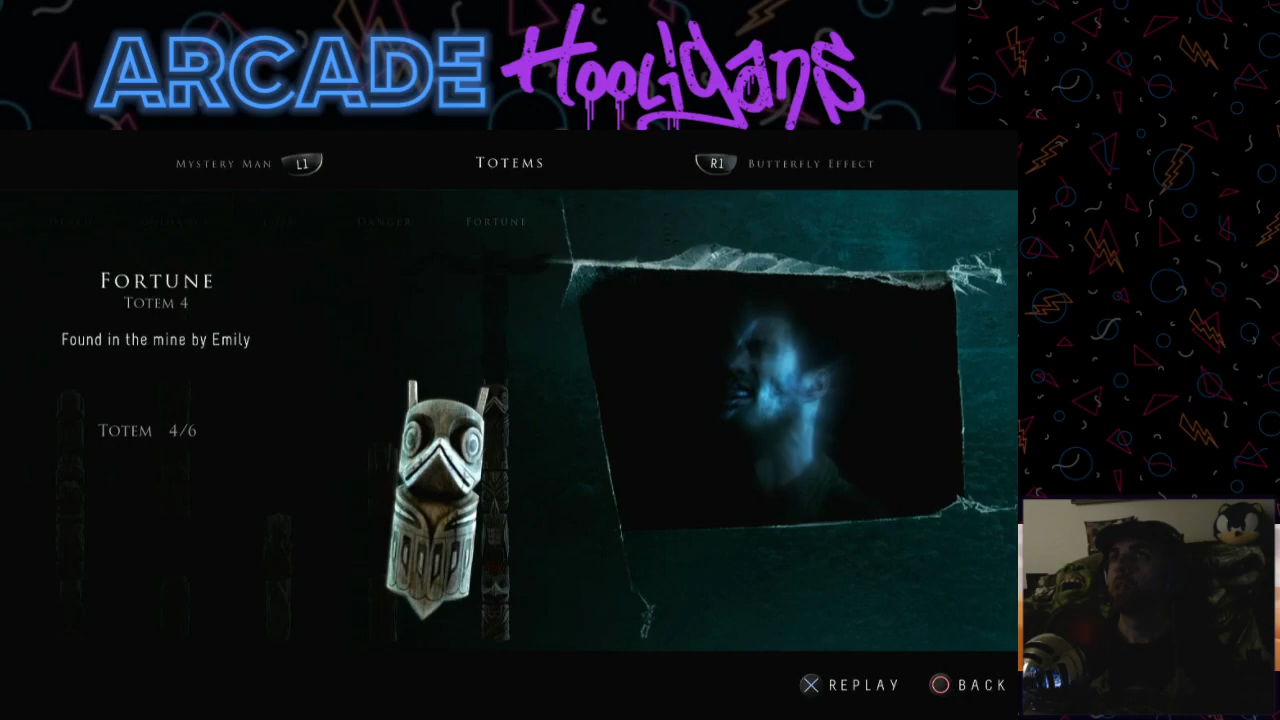 ARCADE Hooligans
Mystery Man L1 Totems R1 Butterfly Effect
Danger Fortune
Fortune
Totem 4
Found in the mine by Emily
Totem 4/6
REPLAY BACK